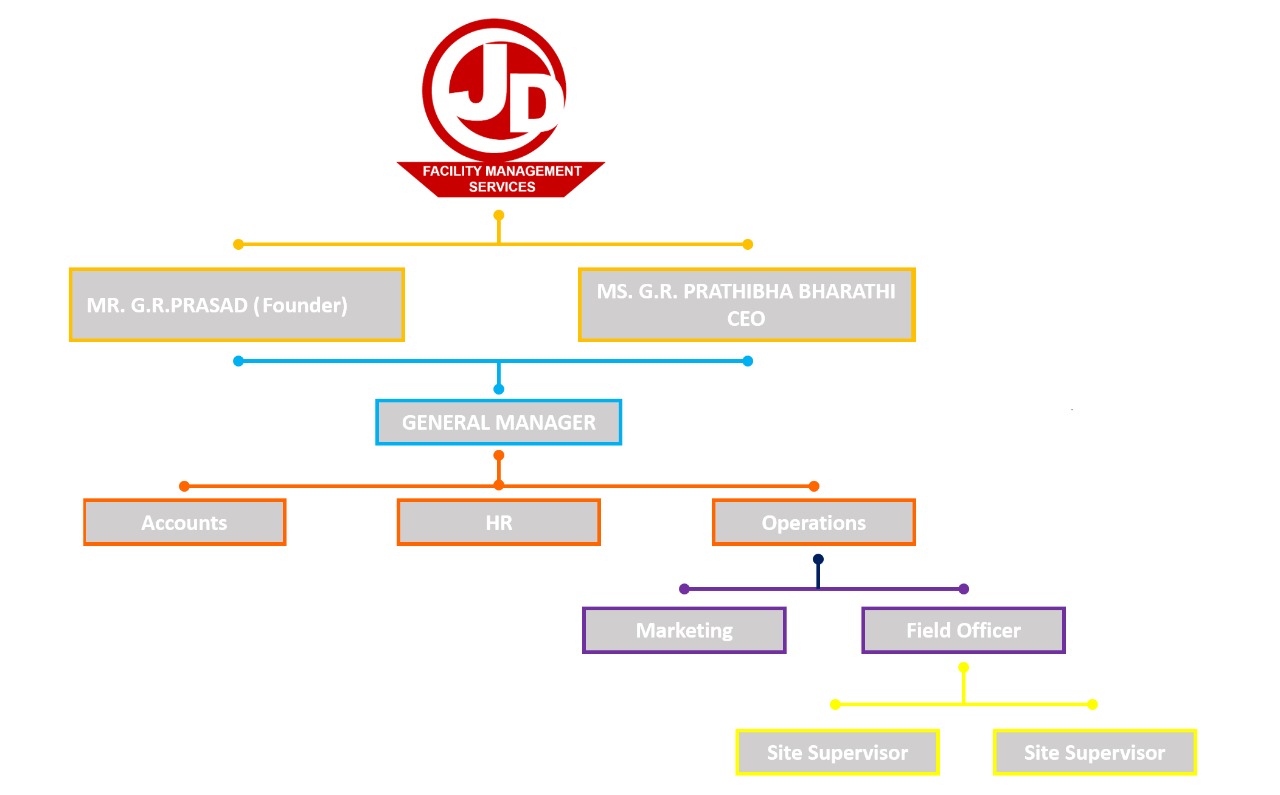 JD
FACILITY MANAGEMENT
SERVICES
MR. G.R.PRASAD (Founder)
MS. G.R. PRATHIBHA BHARATHI
CEO
GENERAL MANAGER
Accounts
HR
Operations
Marketing
Field Officer
Site Supervisor
Site Supervisor